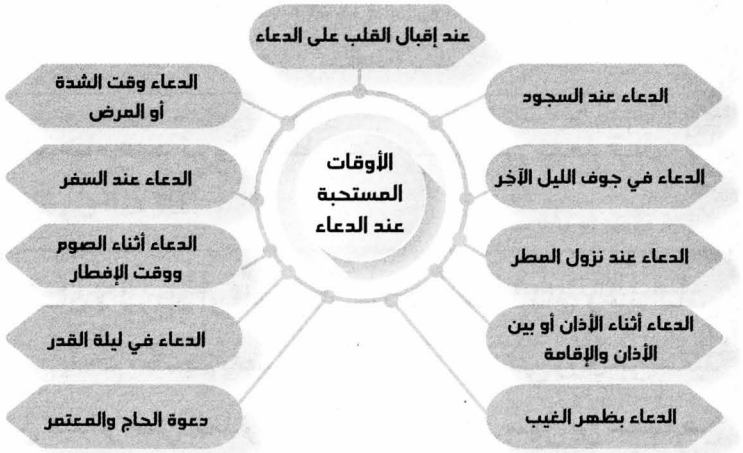 عند إقبال القلب على الدعاء
الأوقات
المستحبة
عند الدعاء
الدعاء عند السجود
الدعاء في جوف الليل الآخِر
الدعاء عند نزول المطر
الدعاء أثناء الأذان أو بين
الأذان والإقامة
الدعاء بظهر الغيب
الدعاء وقت الشدة
أو المرض
الدعاء عند السفر
الدعاء أثناء الصوم
ووقت الإفطار
الدعاء في ليلة القدر
دعوة الحاج والمعتمر